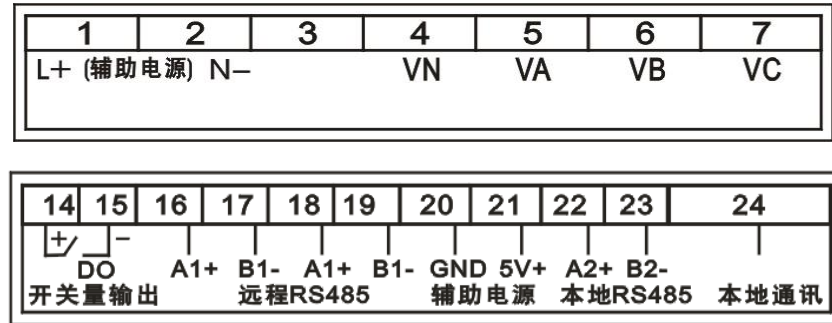 1 2 3 4 5 6 7
L+ (辅助电源) N− VN VA VB VC
14 15 16 17 18 19 20 21 22 23 24
+ −
DO A1+ B1- A1+ B1- GND 5V+ A2+ B2-
开关量输出 远程RS485 辅助电源 本地RS485 本地通讯